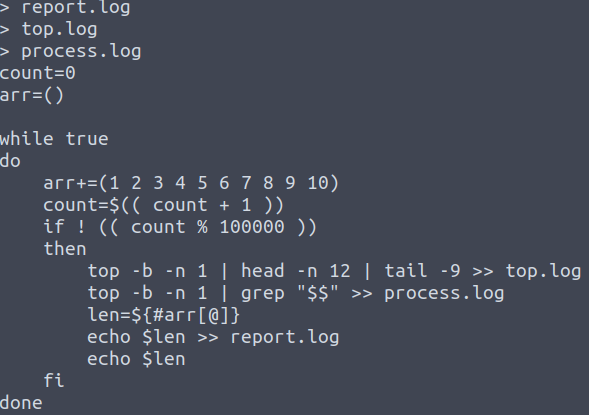 > report.log
> top.log
> process.log
count=0
arr=()

while true
do
    arr+=(1 2 3 4 5 6 7 8 9 10)
    count=$(( count + 1 ))
    if ! (( count % 100000 ))
    then
        top -b -n 1 | head -n 12 | tail -9 >> top.log
        top -b -n 1 | grep "$$" >> process.log
        len=${#arr[@]}
        echo $len >> report.log
        echo $len
    fi
done